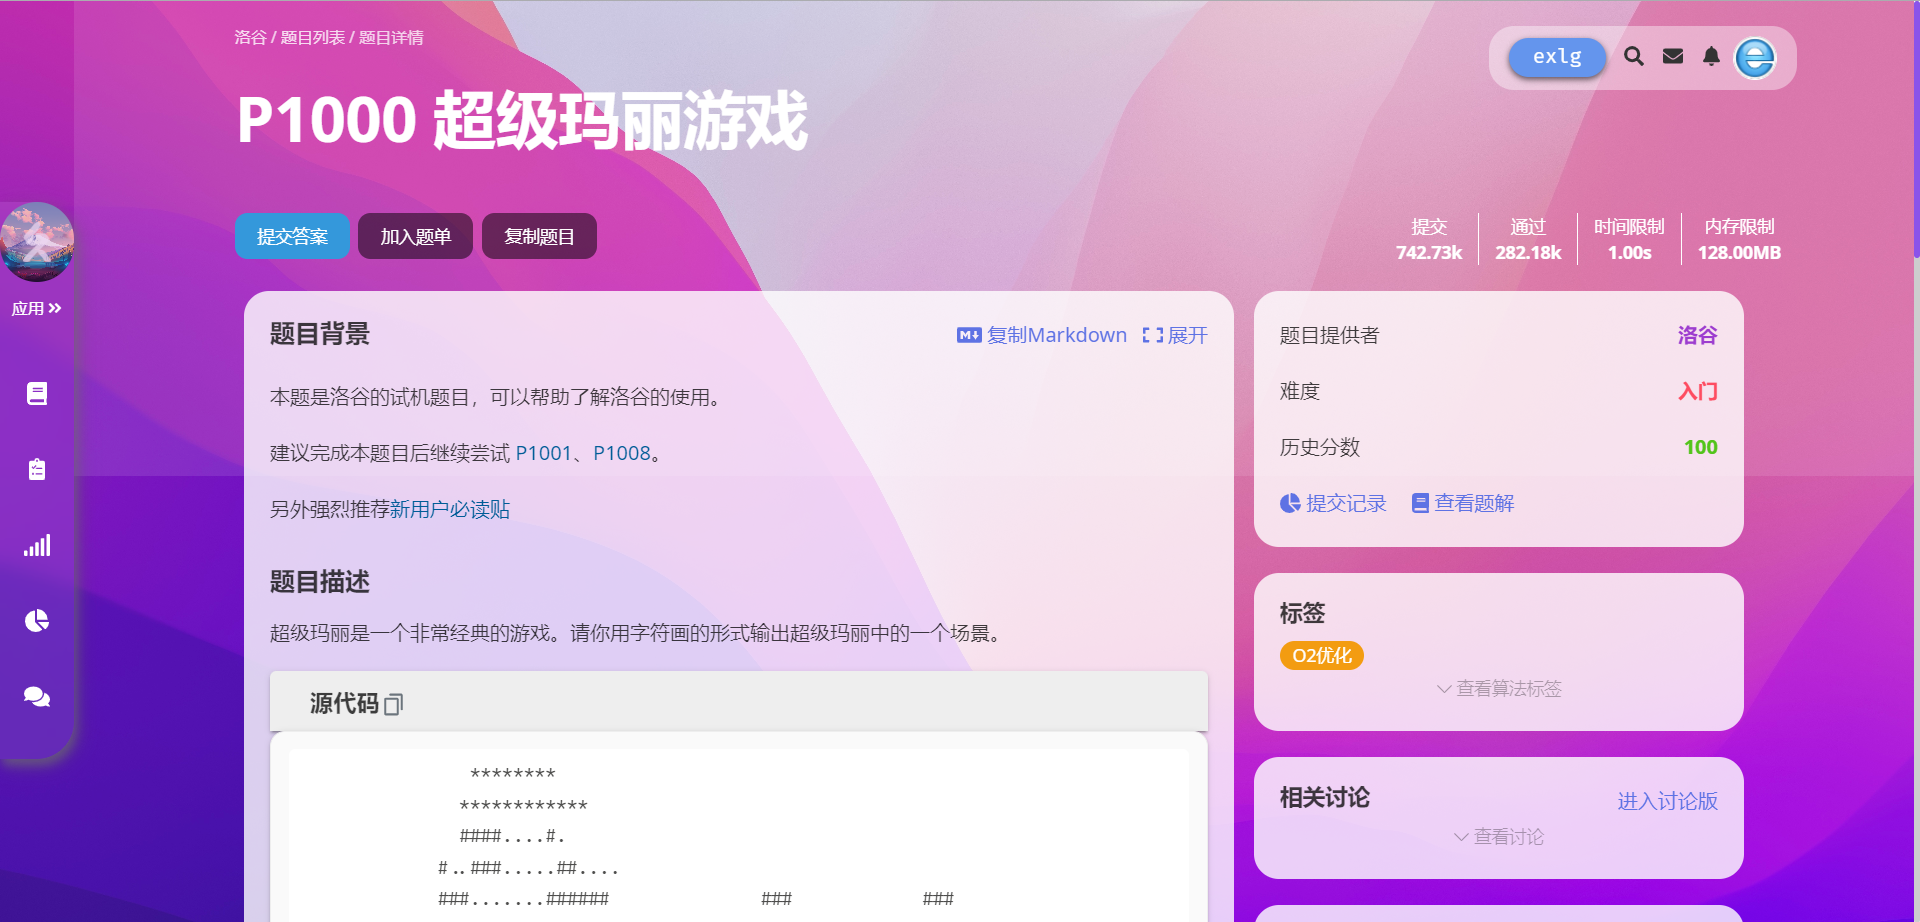 洛谷 / 题目列表 / 题目详情
exlg
P1000 超级玛丽游戏
提交答案
加入题单
复制题目
提交
742.73k
通过
282.18k
时间限制
1.00s
内存限制
128.00MB
应用
题目背景
复制Markdown
展开
本题是洛谷的试机题目，可以帮助了解洛谷的使用。
建议完成本题目后继续尝试 P1001、P1008。
另外强烈推荐新用户必读贴
题目描述
超级玛丽是一个非常经典的游戏。请你用字符画的形式输出超级玛丽中的一个场景。
源代码
********
************
####....#.
#..###.....##....
###.......######              ###            ###
题目提供者
洛谷
难度
入门
历史分数
100
提交记录
查看题解
标签
O2优化
查看算法标签
相关讨论
进入讨论版
查看讨论